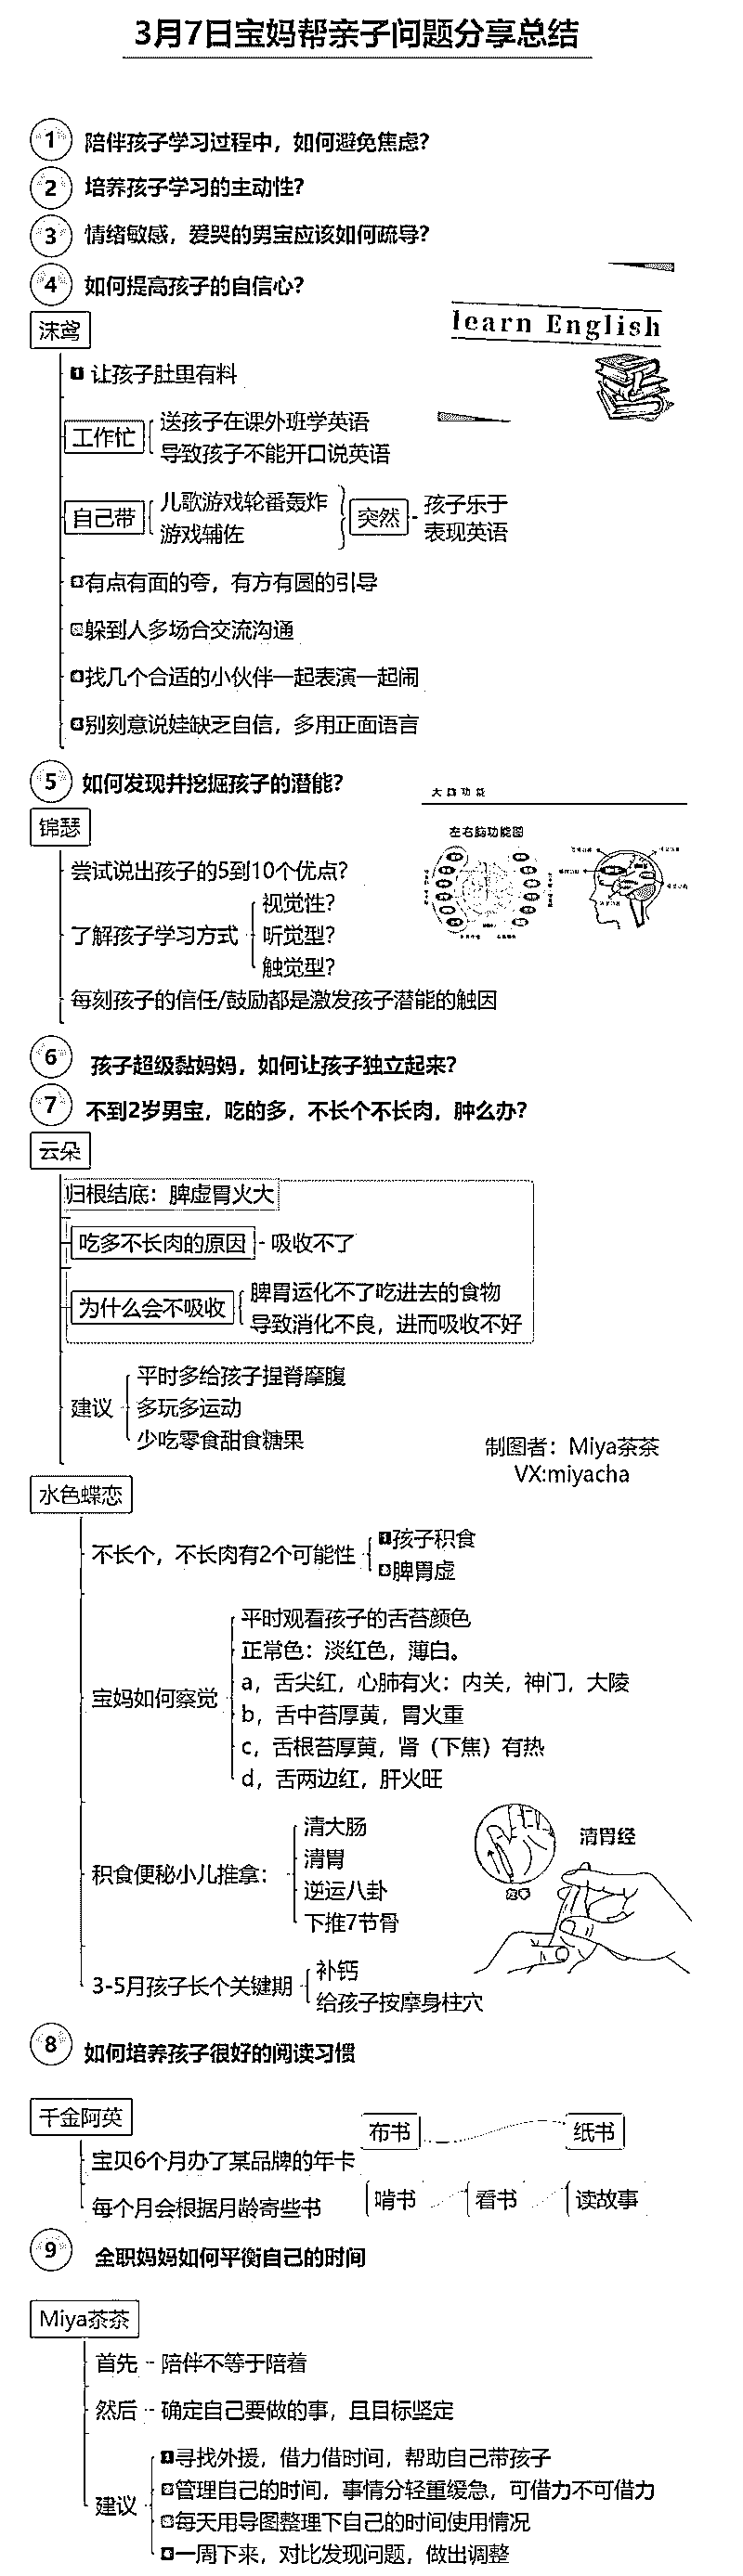 3月7日宝妈帮亲子问题分享总结
1 陪伴孩子学习过程中，如何避免焦虑？
2 培养孩子学习的主动性？
3 情绪敏感，爱哭的男宝应该如何疏导？
4 如何提高孩子的自信心？
learn English
沫鸢
1 让孩子肚里有料
工作忙
送孩子在课外班学英语
导致孩子不能开口说英语
自己带
儿歌游戏轮番轰炸
游戏辅佐
突然
孩子乐于
表现英语
有点有面的夸，有方有圆的引导
躲到人多场合交流沟通
找几个合适的小伙伴一起表演一起闹
别刻意说娃缺乏自信，多用正面语言
5 如何发现并挖掘孩子的潜能？
大脑功能
左右脑功能图
锦瑟
尝试说出孩子的5到10个优点？
了解孩子学习方式
视觉性？
听觉型？
触觉型？
每刻孩子的信任/鼓励都是激发孩子潜能的触因
6 孩子超级黏妈妈，如何让孩子独立起来？
7 不到2岁男宝，吃的多，不长个不长肉，肿么办？
云朵
归根结底：脾虚胃火大
吃多不长肉的原因
吸收不了
为什么会不吸收
脾胃运化不了吃进去的食物
导致消化不良，进而吸收不好
建议
平时多给孩子捏脊摩腹
多玩多运动
少吃零食甜食糖果
制图者：Miya茶茶
VX:miyacha
水色蝶恋
不长个，不长肉有2个可能性
1孩子积食
脾胃虚
宝妈如何察觉
平时观看孩子的舌苔颜色
正常色：淡红色，薄白。
a，舌尖红，心肺有火：内关，神门，大陵
b，舌中苔厚黄，胃火重
c，舌根苔厚黄，肾（下焦）有热
d，舌两边红，肝火旺
积食便秘小儿推拿：
清大肠
清胃
逆运八卦
下推7节骨
清胃经
3-5月孩子长个关键期
补钙
给孩子按摩身柱穴
8 如何培养孩子很好的阅读习惯
千金阿英
宝贝6个月办了某品牌的年卡
每个月会根据月龄寄些书
布书
纸书
啃书
看书
读故事
9 全职妈妈如何平衡自己的时间
Miya茶茶
首先
陪伴不等于陪着
然后
确定自己要做的事，且目标坚定
建议
1寻找外援，借力借时间，帮助自己带孩子
管理自己的时间，事情分轻重缓急，可借力不可借力
每天用导图整理下自己的时间使用情况
一周下来，对比发现问题，做出调整